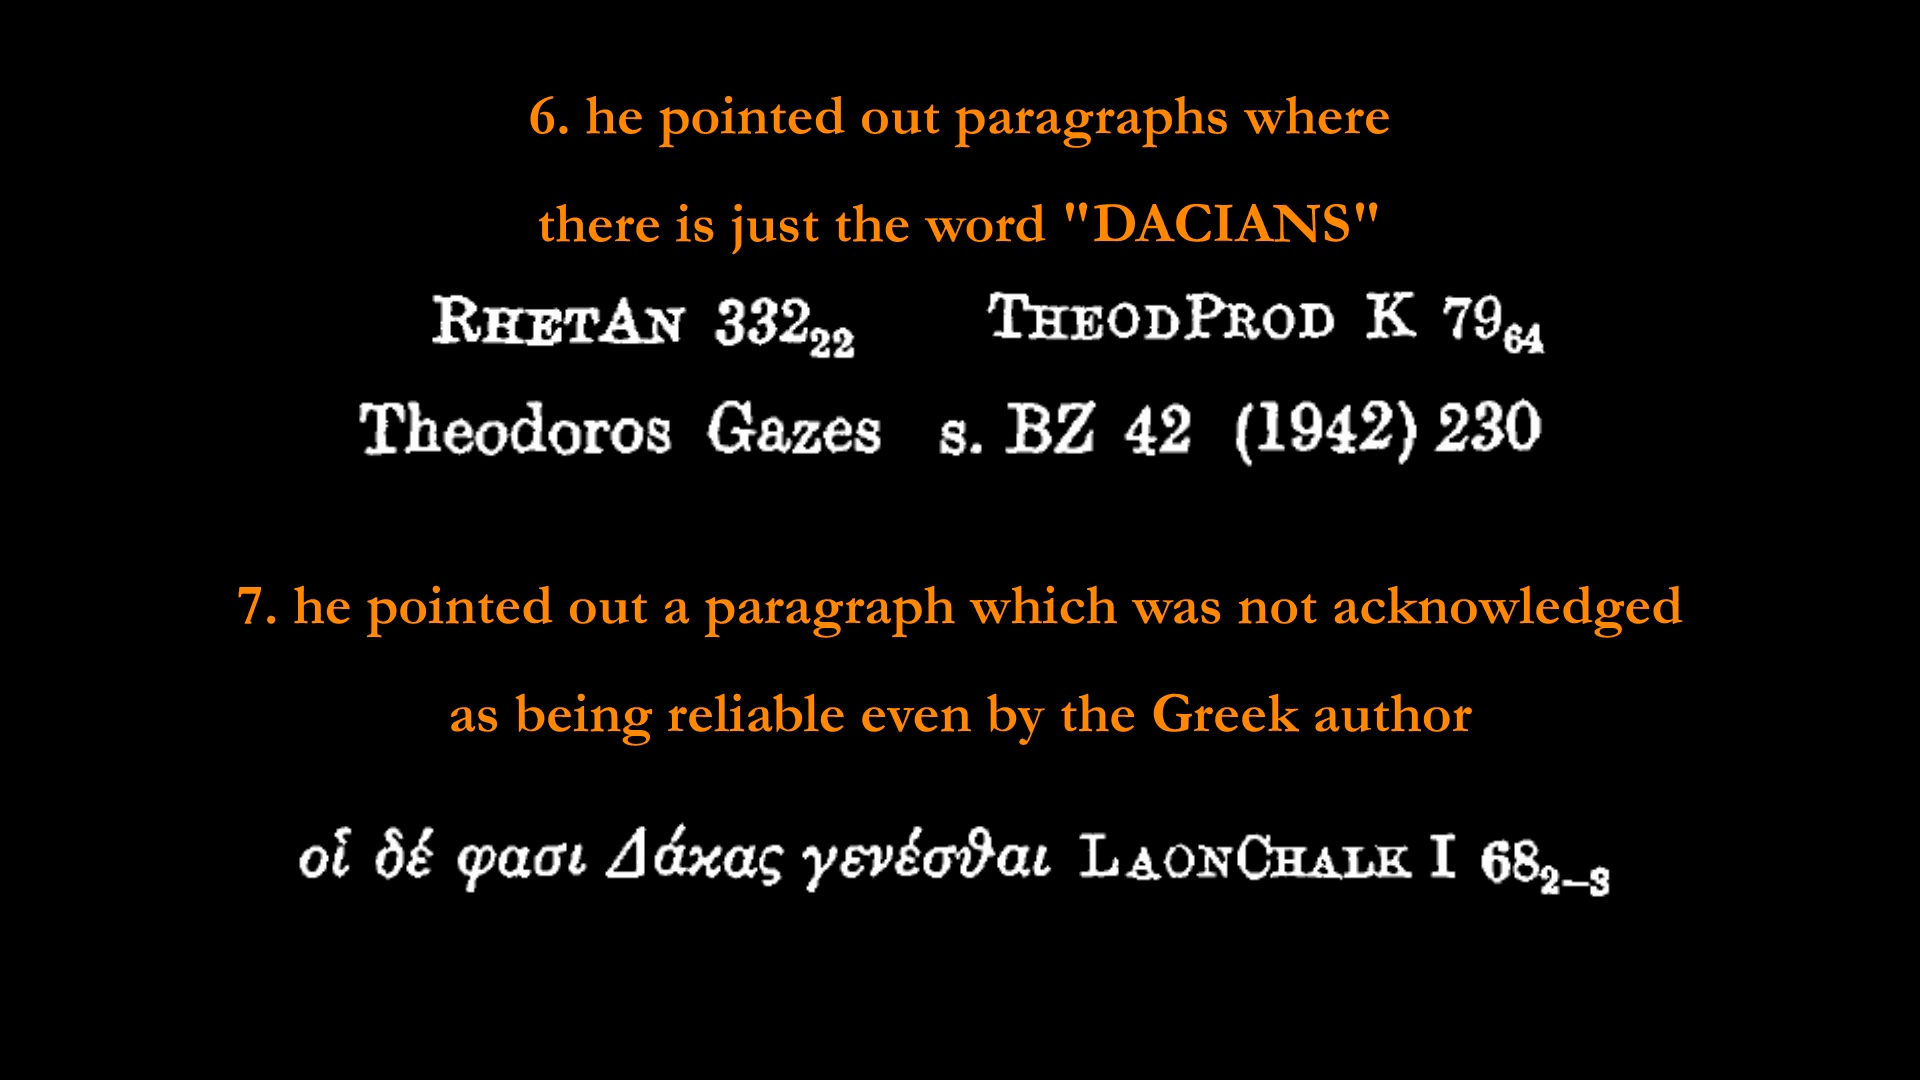 6. he pointed out paragraphs where
there is just the word "DACIANS"
RHETAN 332₂₂ THEODPROD K 79₆₄
Theodoros Gazes s. BZ 42 (1942) 230
7. he pointed out a paragraph which was not acknowledged
as being reliable even by the Greek author
οἵ δέ φασι Δάκας γενέσθαι LAONCHALK I 68₂₋₃